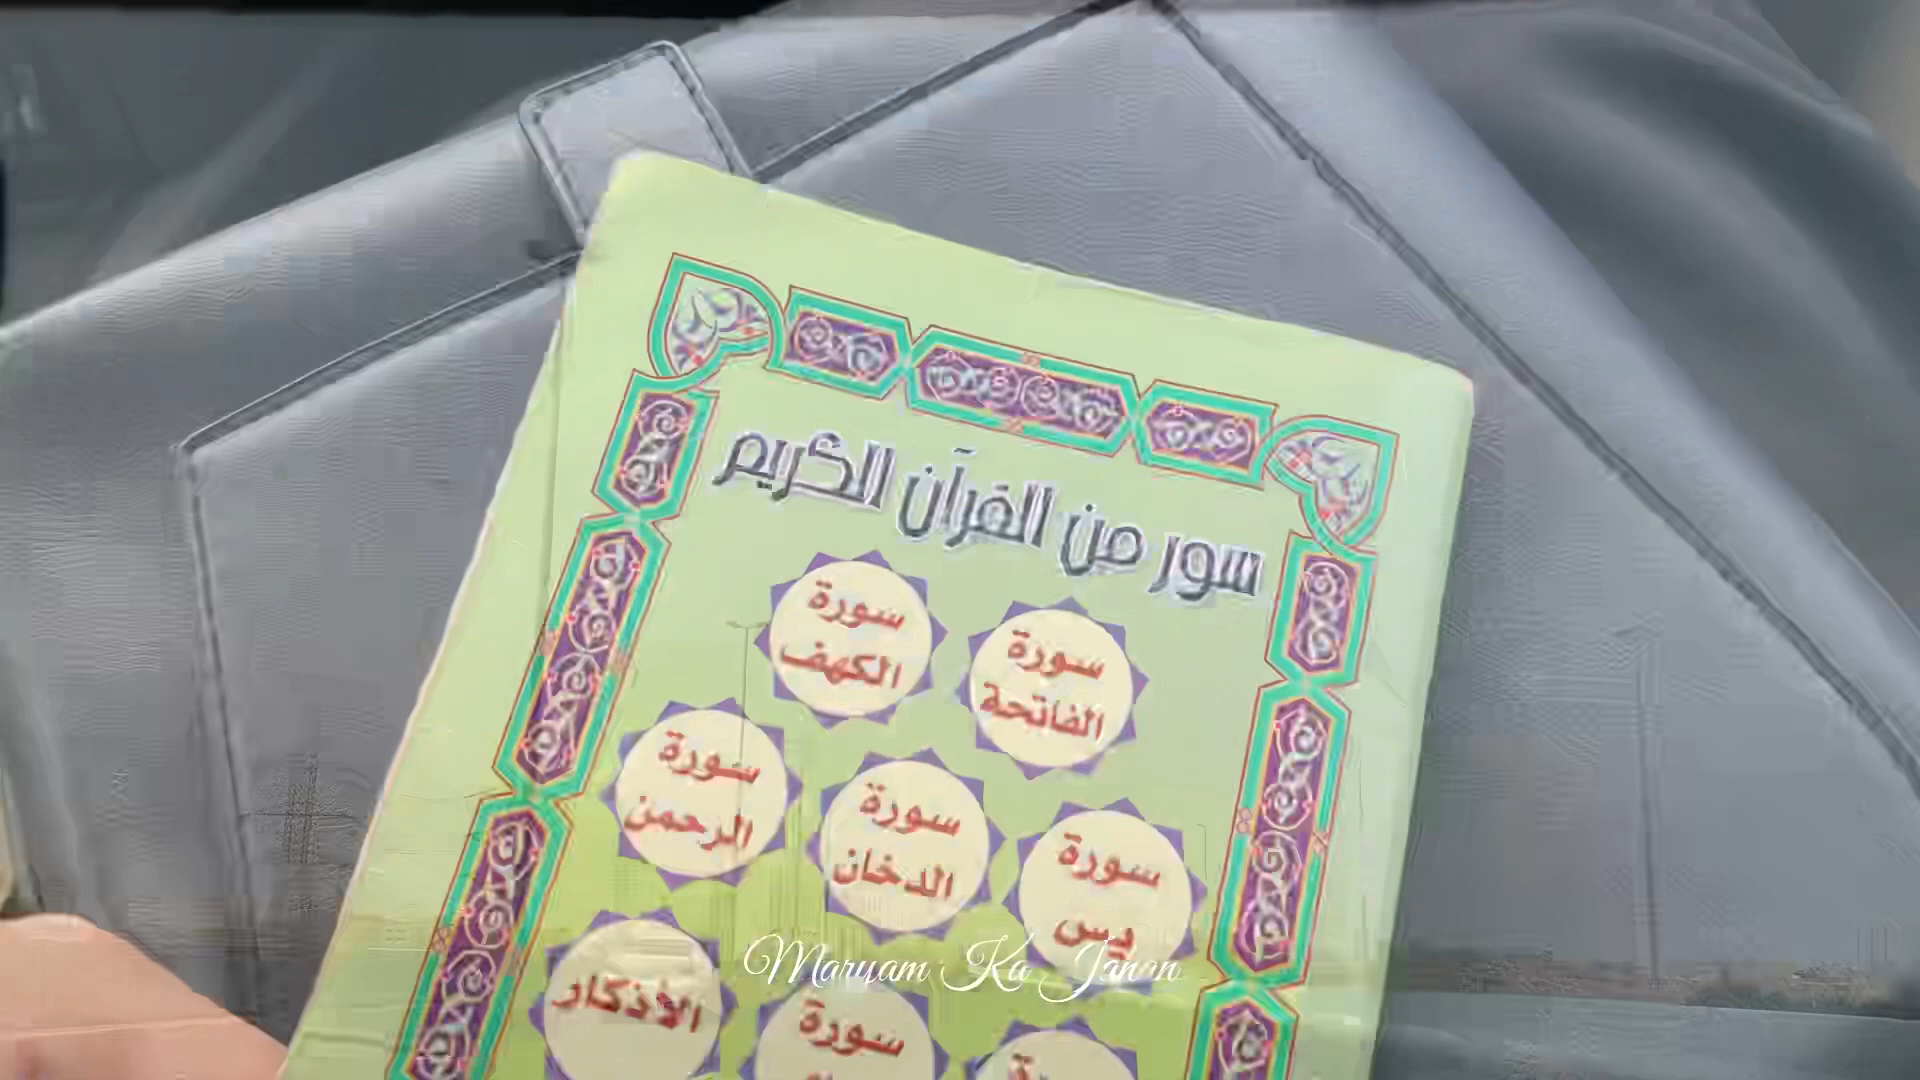 سور من القرآن الكريم
سورة
الفاتحة
سورة
الكهف
سورة
يس
سورة
الدخان
سورة
الرحمن
سورة
سورة
الأذكار
Maryam Ka Janan